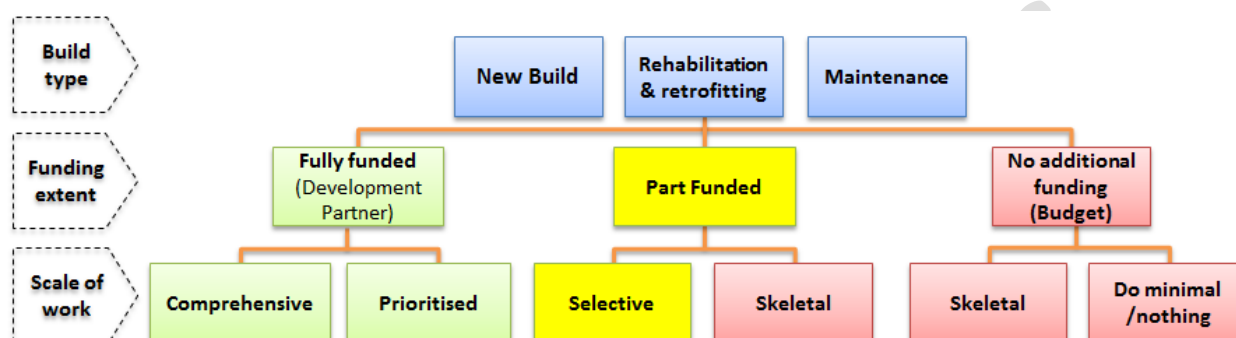 Build
type
New Build
Rehabilitation
& retrofitting
Maintenance
Funding
extent
Fully funded
(Development
Partner)
Part Funded
No additional
funding
(Budget)
Scale of
work
Comprehensive
Prioritised
Selective
Skeletal
Skeletal
Do minimal
/nothing